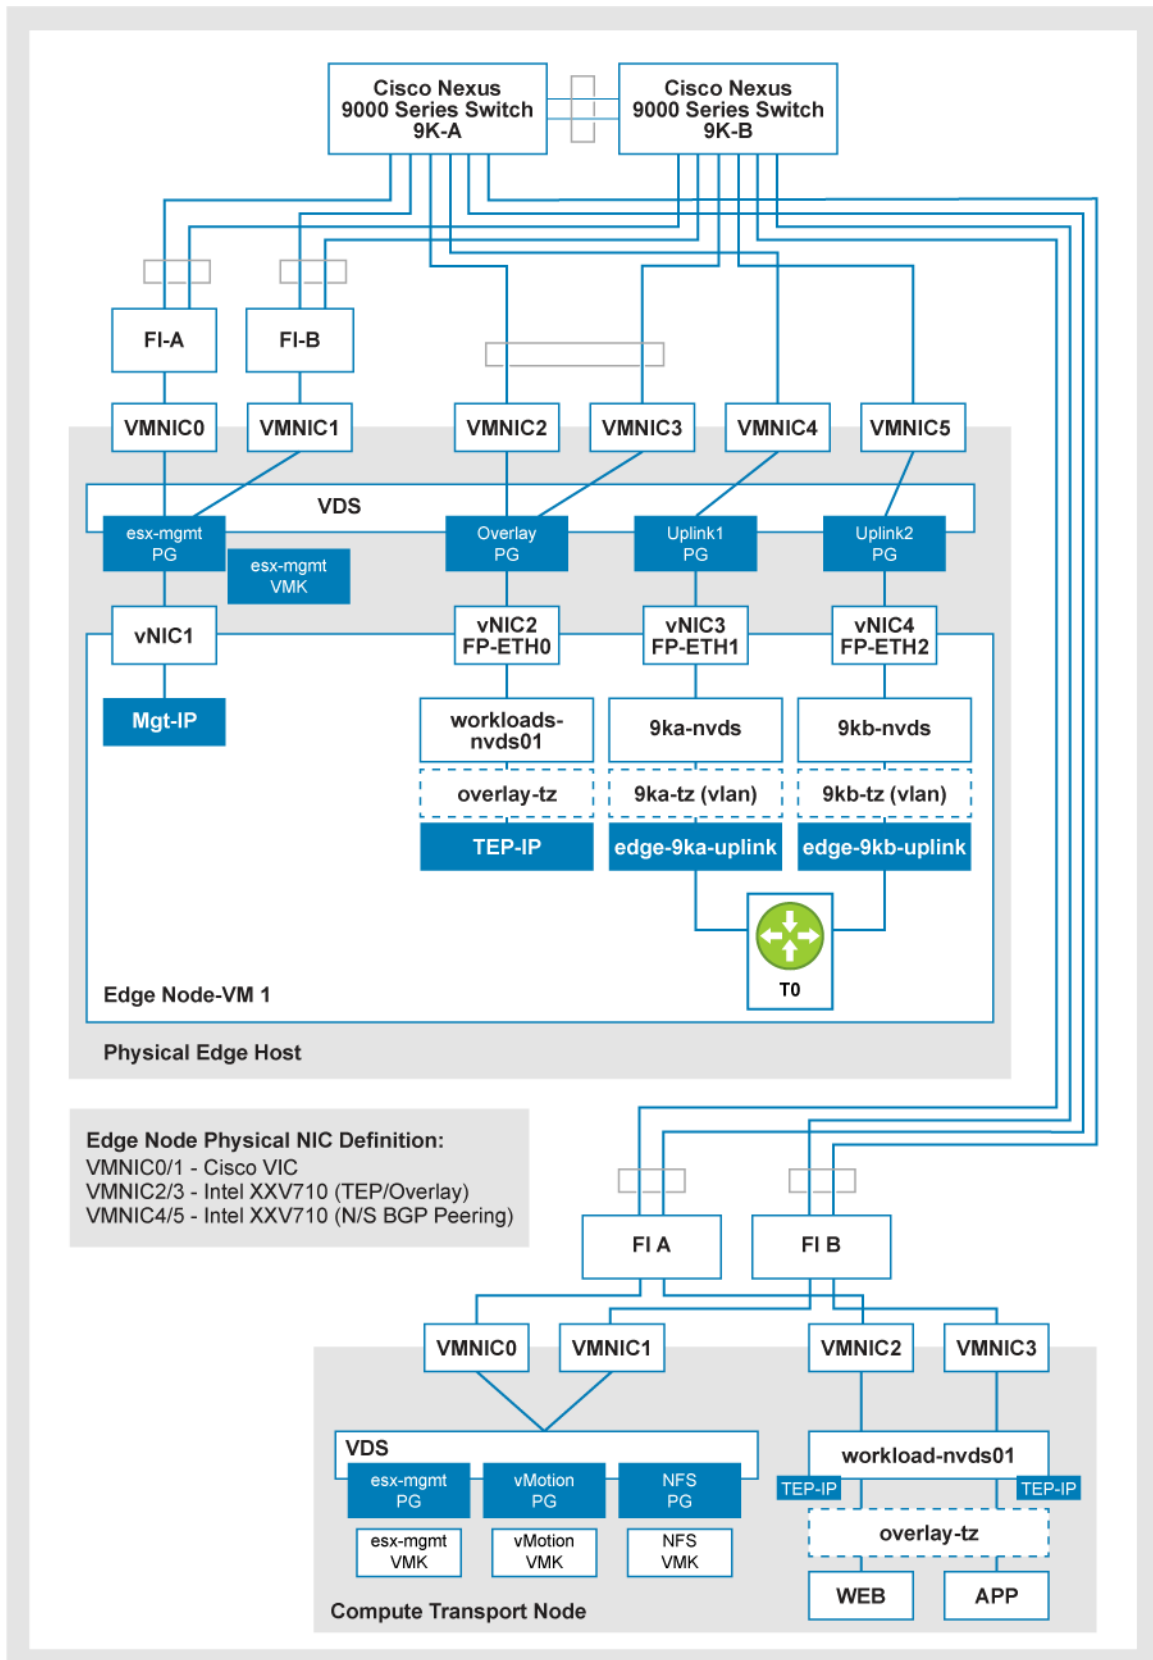 Cisco Nexus
9000 Series Switch
9K-A
Cisco Nexus
9000 Series Switch
9K-B
FI-A
FI-B
VMNIC0
VMNIC1
VMNIC2
VMNIC3
VMNIC4
VMNIC5
VDS
esx-mgmt
PG
esx-mgmt
VMK
Overlay
PG
Uplink1
PG
Uplink2
PG
vNIC1
vNIC2
FP-ETH0
vNIC3
FP-ETH1
vNIC4
FP-ETH2
Mgt-IP
workloads-
nvds01
9ka-nvds
9kb-nvds
overlay-tz
9ka-tz (vlan)
9kb-tz (vlan)
TEP-IP
edge-9ka-uplink
edge-9kb-uplink
T0
Edge Node-VM 1
Physical Edge Host
Edge Node Physical NIC Definition:
VMNIC0/1 - Cisco VIC
VMNIC2/3 - Intel XXV710 (TEP/Overlay)
VMNIC4/5 - Intel XXV710 (N/S BGP Peering)
FI A
FI B
VMNIC0
VMNIC1
VMNIC2
VMNIC3
VDS
esx-mgmt
PG
vMotion
PG
NFS
PG
esx-mgmt
VMK
vMotion
VMK
NFS
VMK
workload-nvds01
TEP-IP
TEP-IP
overlay-tz
WEB
APP
Compute Transport Node